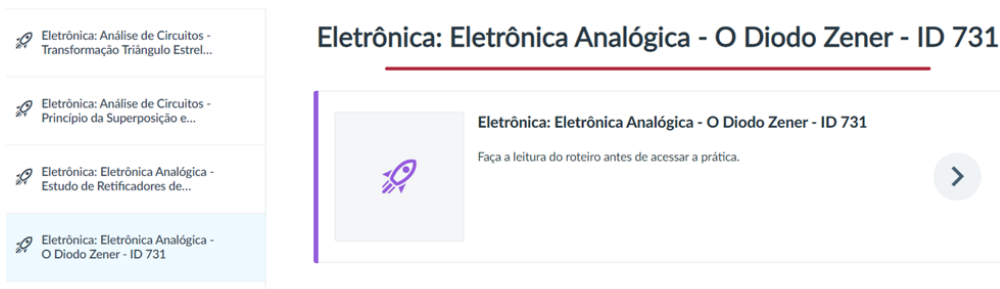 Eletrônica: Análise de Circuitos -
Transformação Triângulo Estrel...
Eletrônica: Análise de Circuitos -
Princípio da Superposição e...
Eletrônica: Eletrônica Analógica -
Estudo de Retificadores de...
Eletrônica: Eletrônica Analógica -
O Diodo Zener - ID 731
Eletrônica: Eletrônica Analógica - O Diodo Zener - ID 731
Eletrônica: Eletrônica Analógica - O Diodo Zener - ID 731
Faça a leitura do roteiro antes de acessar a prática.